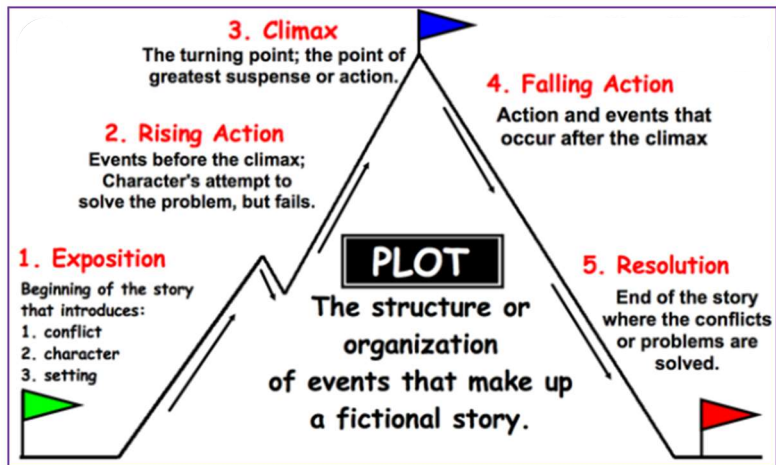 3. Climax
The turning point; the point of
greatest suspense or action.
4. Falling Action
Action and events that
occur after the climax
2. Rising Action
Events before the climax;
Character's attempt to
solve the problem, but fails.
1. Exposition
Beginning of the story
that introduces:
1. conflict
2. character
3. setting
PLOT
The structure or
organization
of events that make up
a fictional story.
5. Resolution
End of the story
where the conflicts
or problems are
solved.